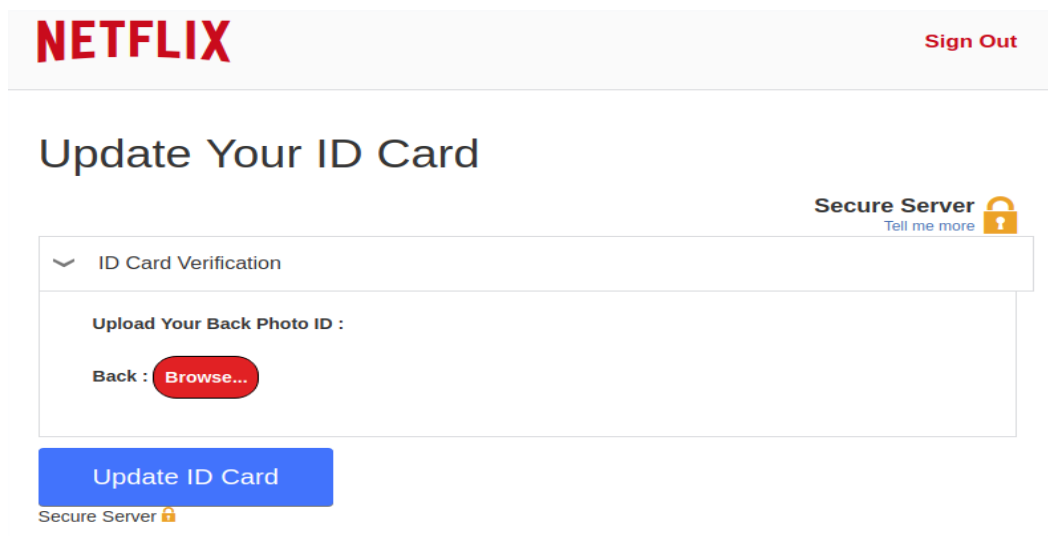 NETFLIX
Sign Out
Update Your ID Card
Secure Server
Tell me more
ID Card Verification
Upload Your Back Photo ID :
Back : Browse...
Update ID Card
Secure Server